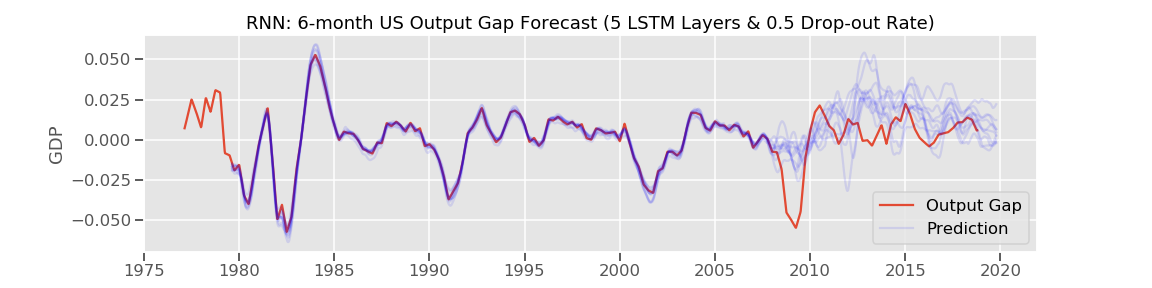 RNN: 6-month US Output Gap Forecast (5 LSTM Layers & 0.5 Drop-out Rate)
GDP
0.050
0.025
0.000
−0.025
−0.050
Output Gap
Prediction
1975 1980 1985 1990 1995 2000 2005 2010 2015 2020